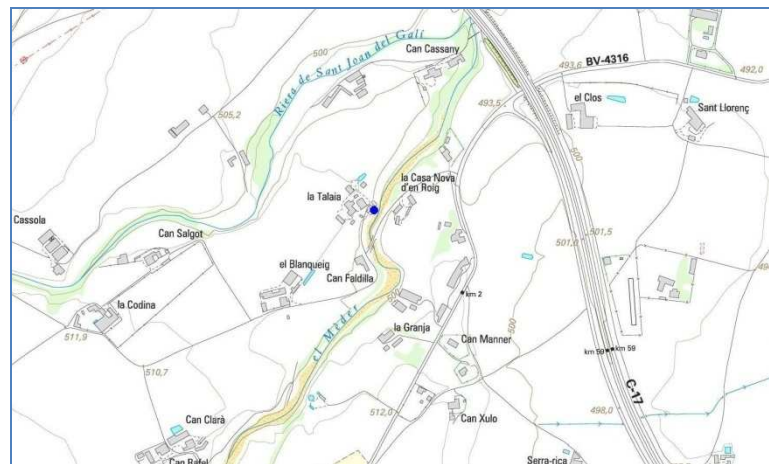 500
Can Cassany
Riera de Sant Joan del Galí
BV-4316
493,6
492,0
493,5
el Clos
Sant Llorenç
505,2
500
la Casa Nova
d'en Roig
la Talaia
Cassola
Can Salgot
501,5
501,0
el Blanqueig
Can Faldilla
km 2
la Codina
511,9
el Mèder
la Granja
Can Manner
500
km 59
km 59
510,7
C-17
Can Clarà
512,0
Can Xulo
498,0
Can Rafel
Serra-rica